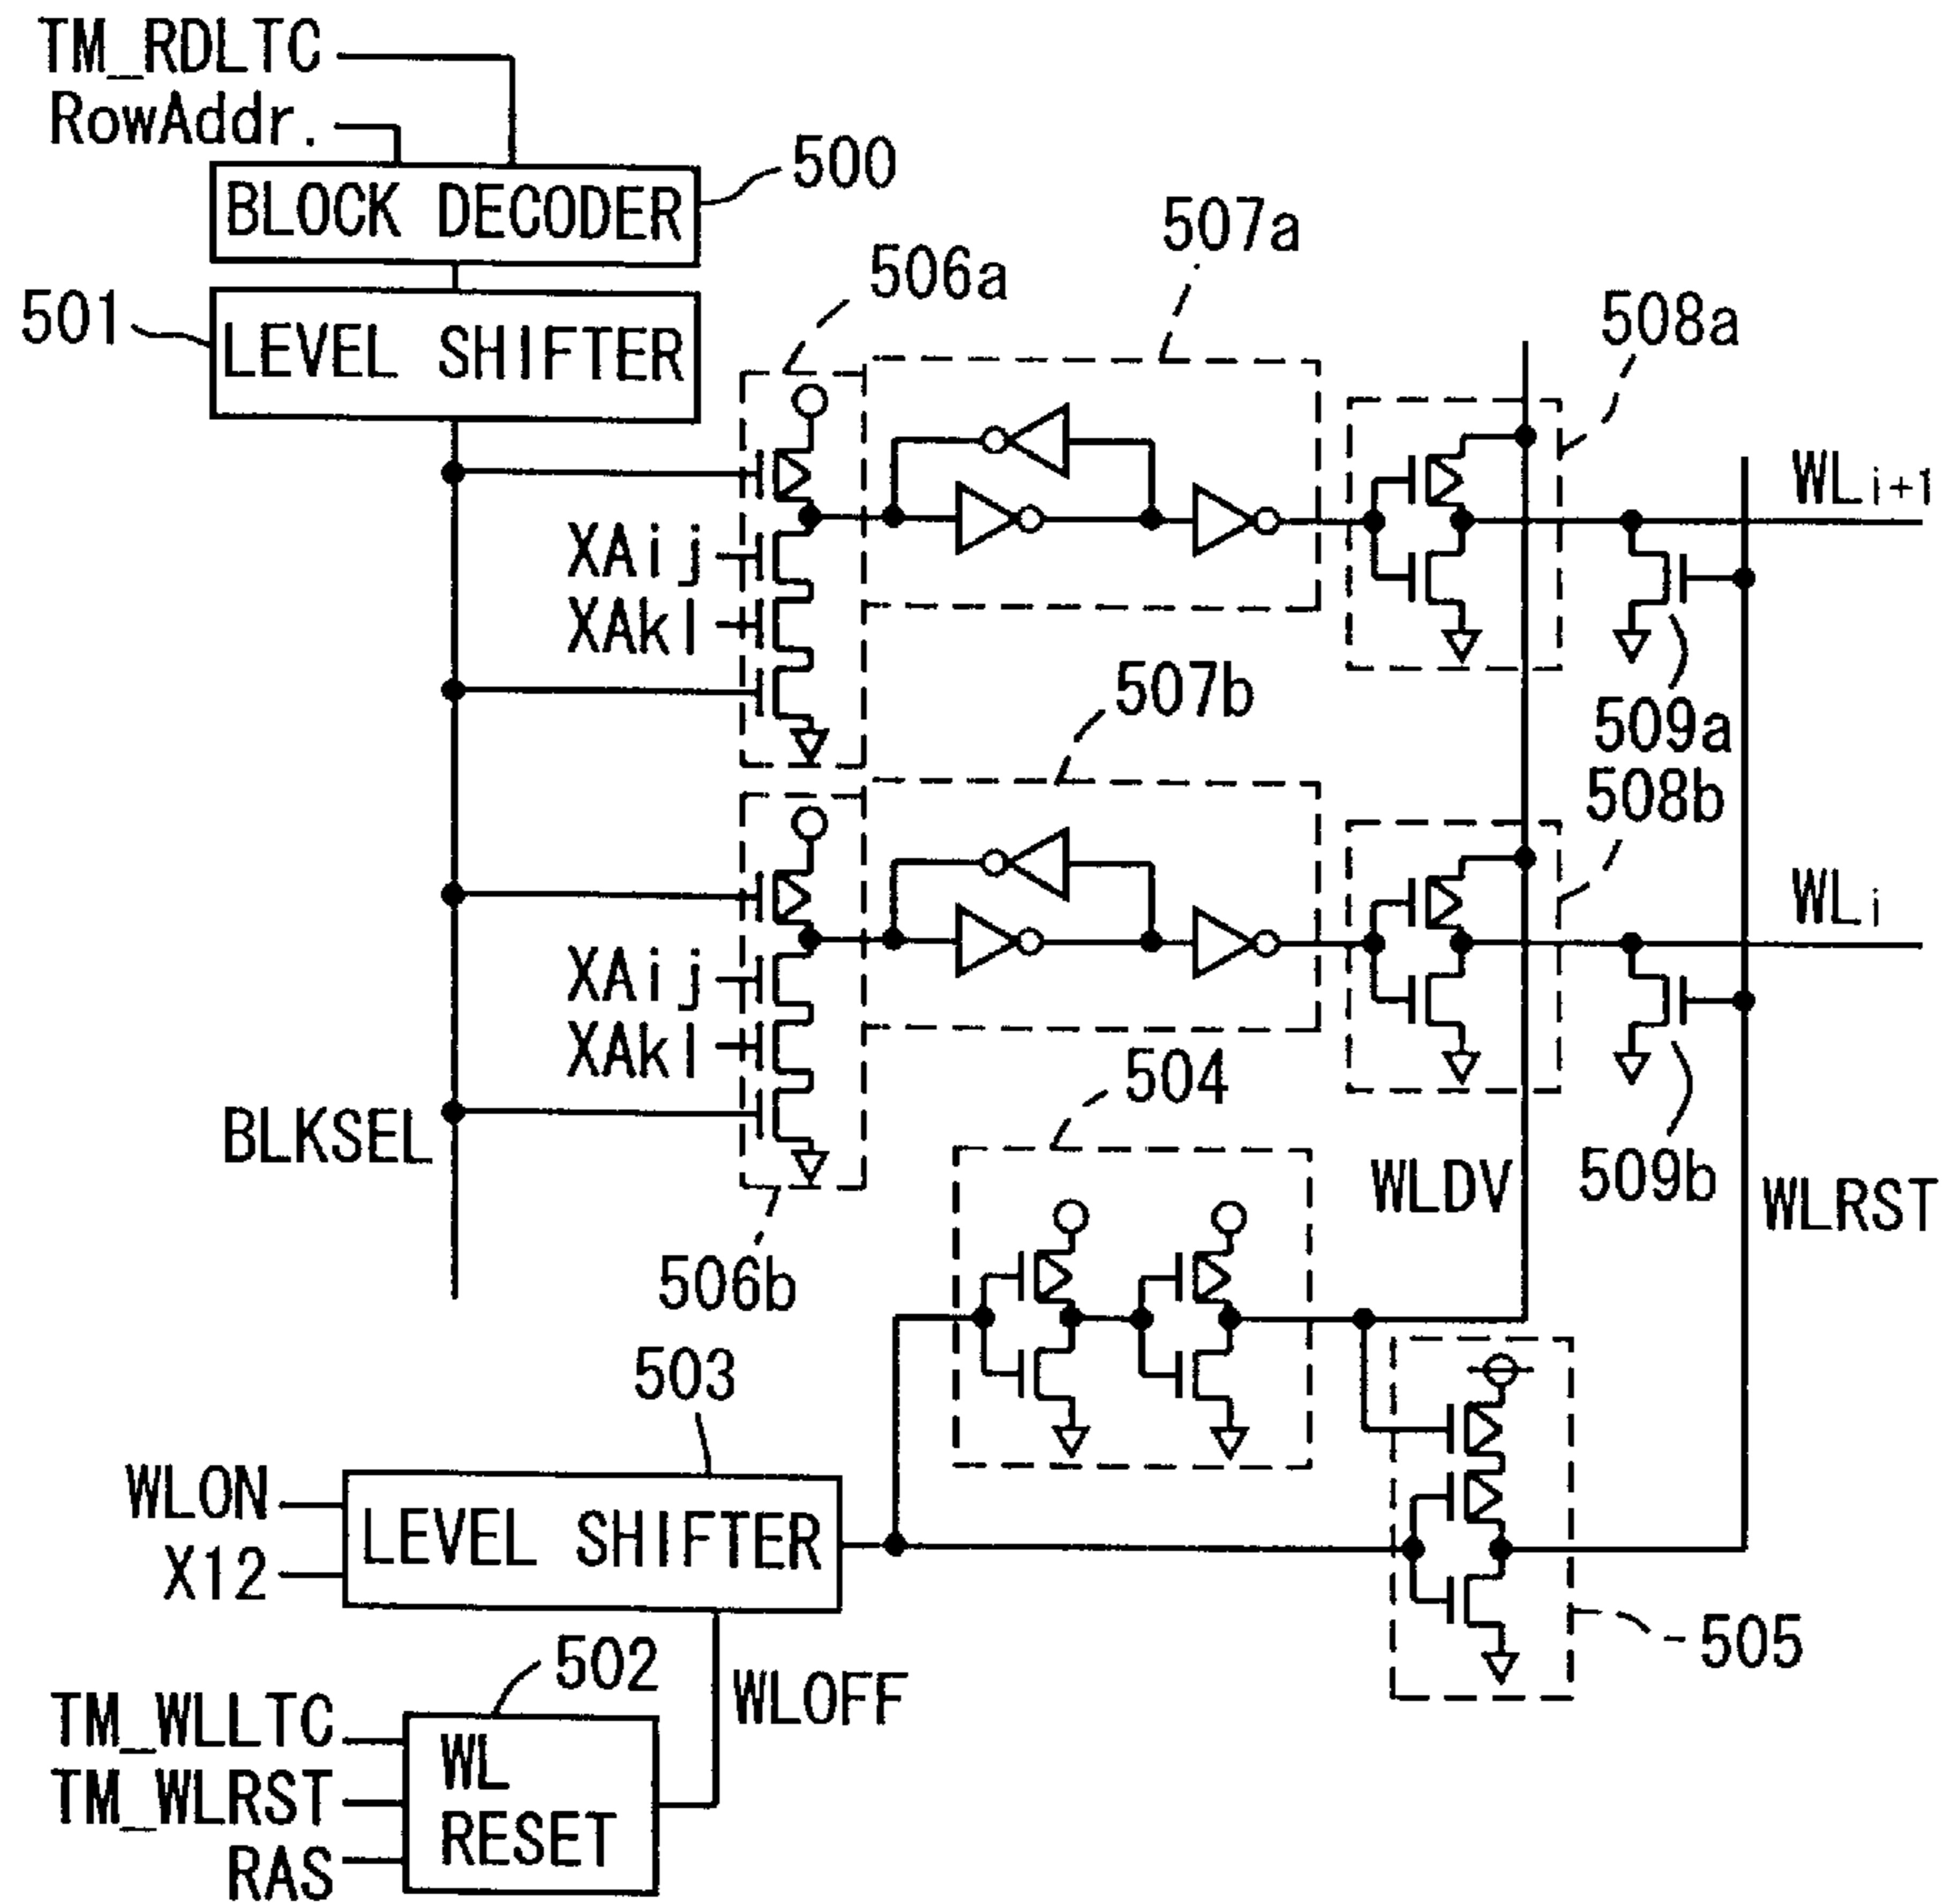 TM_RDLTC
RowAddr.
BLOCK DECODER
500
501
LEVEL SHIFTER
506a
507a
508a
XAij
XAkl
WLi+1
509a
507b
508b
XAij
XAkl
WLi
509b
BLKSEL
506b
504
WLDV
WLRST
503
WLON
X12
LEVEL SHIFTER
505
502
WLOFF
TM_WLLTC
TM_WLRST
RAS
WL
RESET